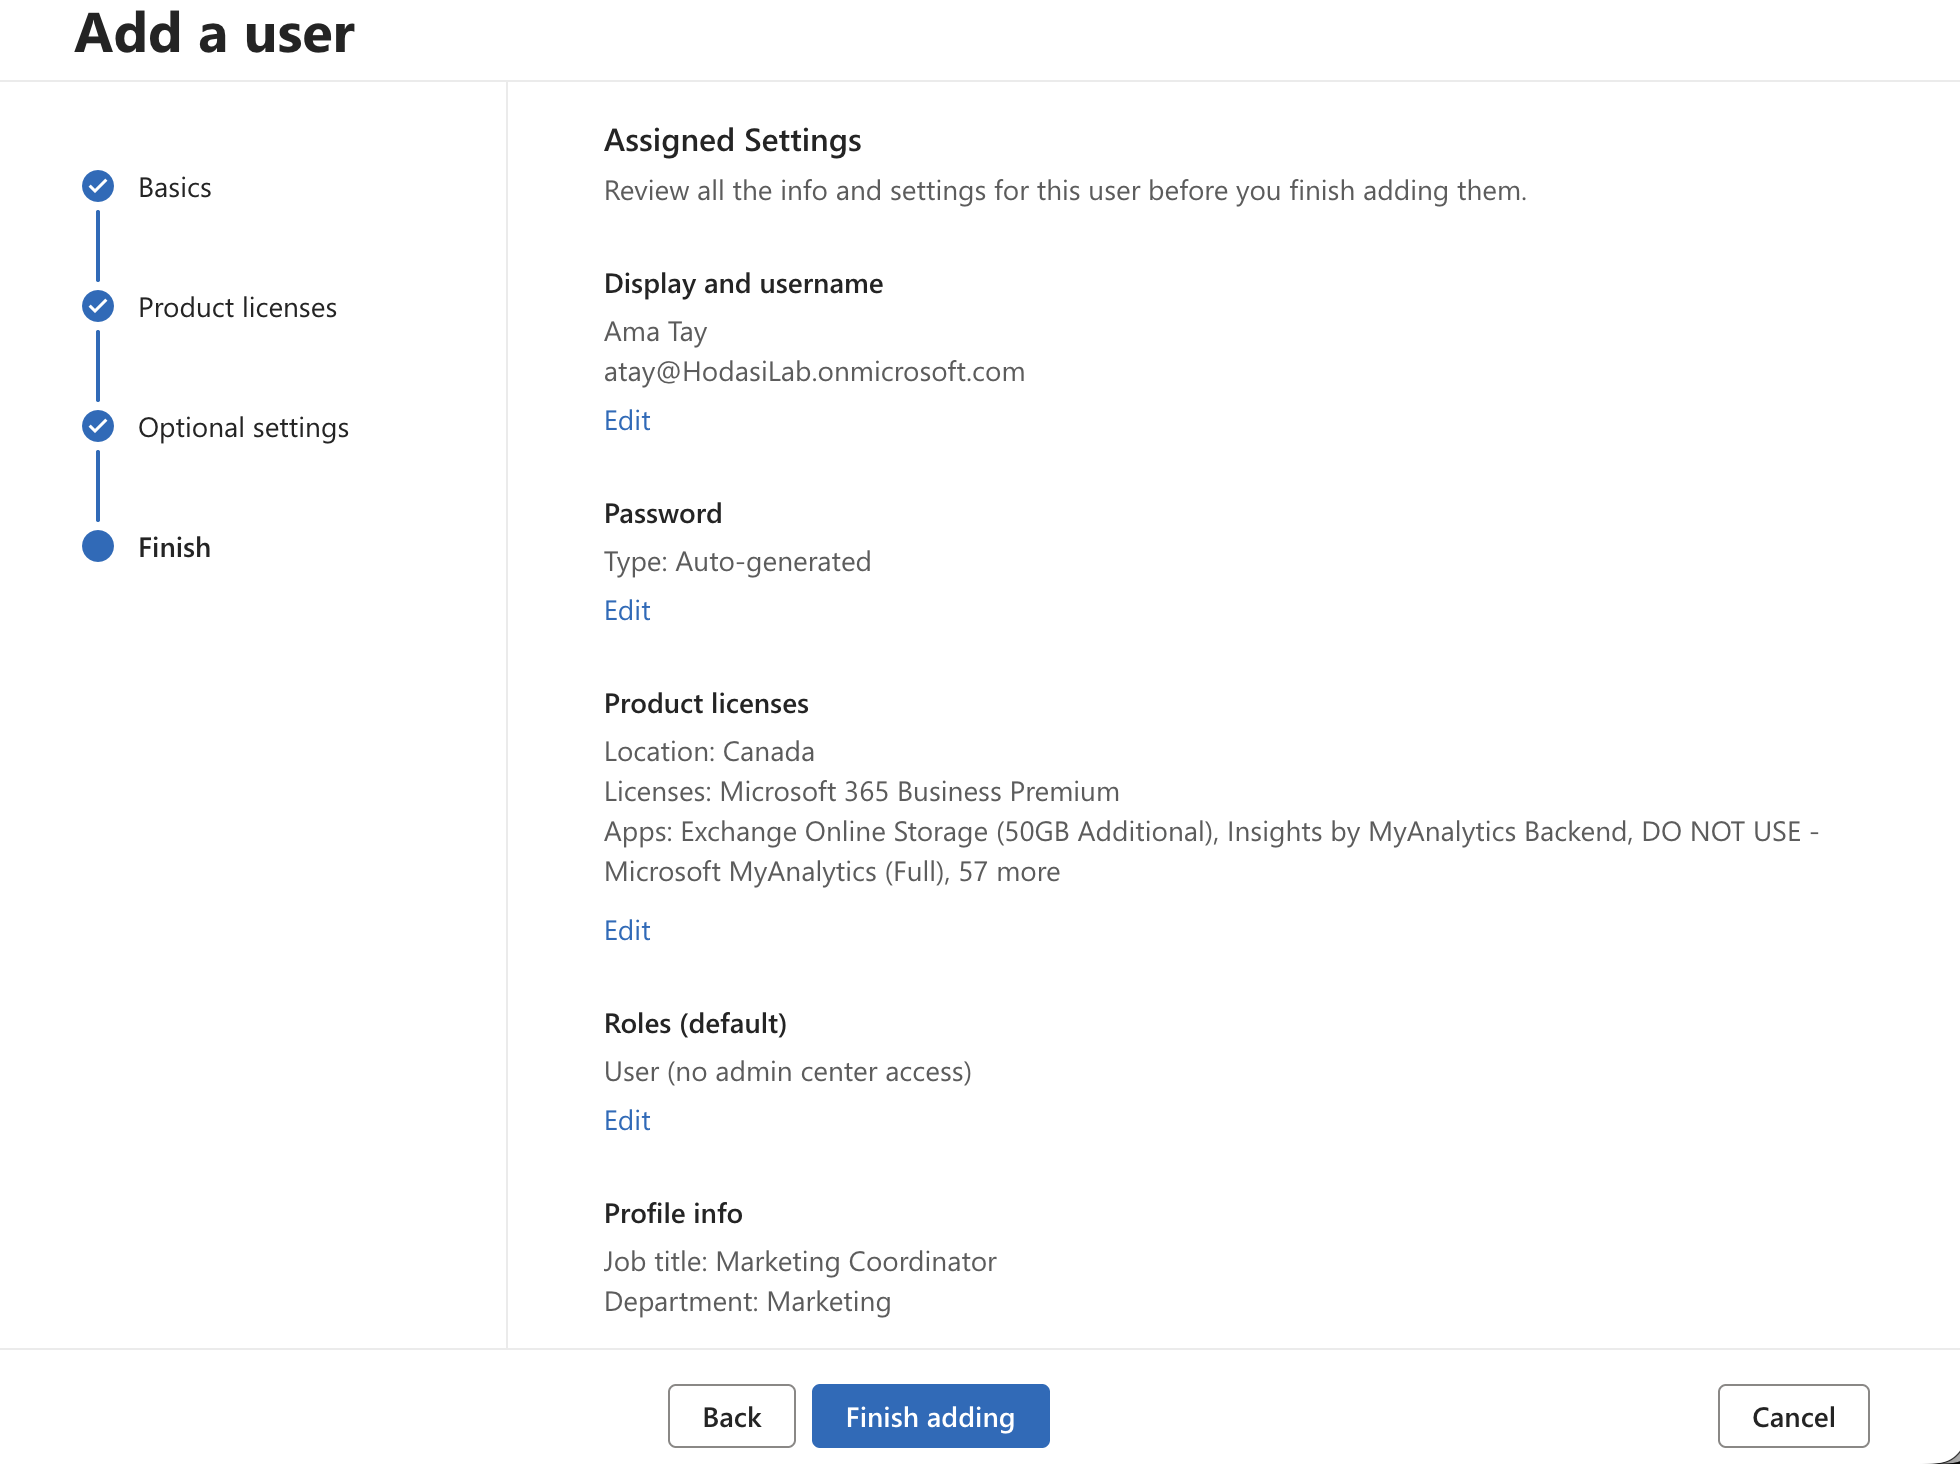 Add a user
Basics
Product licenses
Optional settings
Finish
Assigned Settings
Review all the info and settings for this user before you finish adding them.
Display and username
Ama Tay
atay@HodasiLab.onmicrosoft.com
Edit
Password
Type: Auto-generated
Edit
Product licenses
Location: Canada
Licenses: Microsoft 365 Business Premium
Apps: Exchange Online Storage (50GB Additional), Insights by MyAnalytics Backend, DO NOT USE -
Microsoft MyAnalytics (Full), 57 more
Edit
Roles (default)
User (no admin center access)
Edit
Profile info
Job title: Marketing Coordinator
Department: Marketing
Back
Finish adding
Cancel